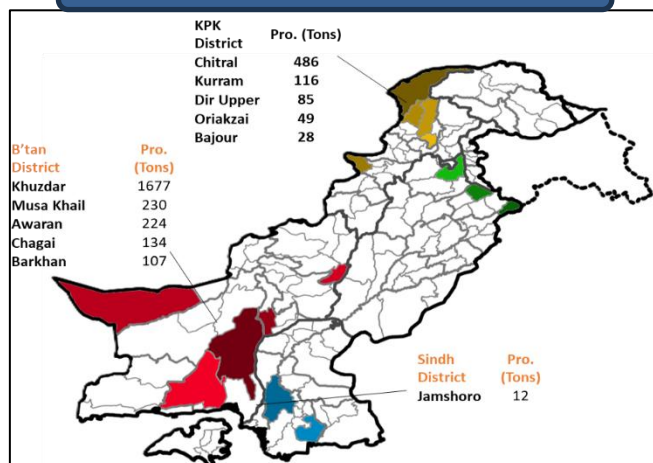 KPK
District Pro. (Tons)
Chitral 486
Kurram 116
Dir Upper 85
Oriakzai 49
Bajour 28
B'tan Pro.
District (Tons)
Khuzdar 1677
Musa Khail 230
Awaran 224
Chagai 134
Barkhan 107
Sindh Pro.
District (Tons)
Jamshoro 12